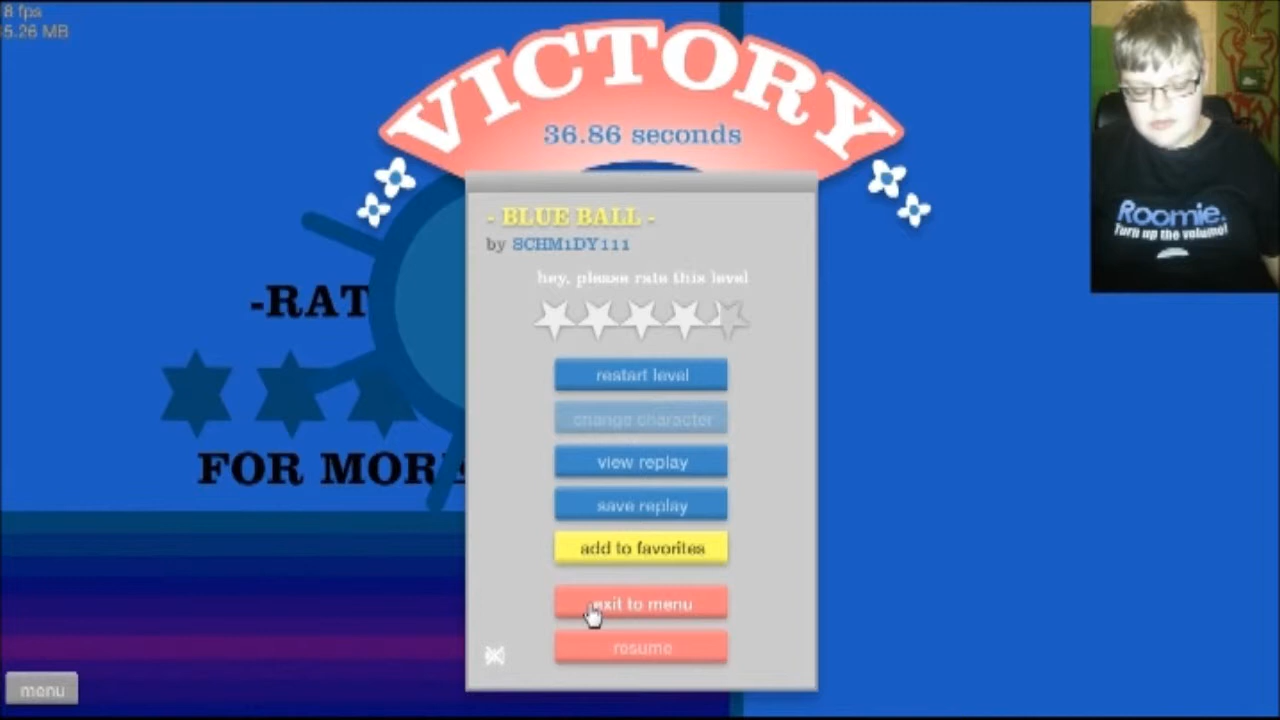 8 fps
5.26 MB
VICTORY
36.86 seconds
- BLUE BALL -
by SCHM1DY111
hey, please rate this level
-RAT
FOR MORE
restart level
change character
view replay
save replay
add to favorites
exit to menu
resume
menu
Roomie.
Turn up the volume!